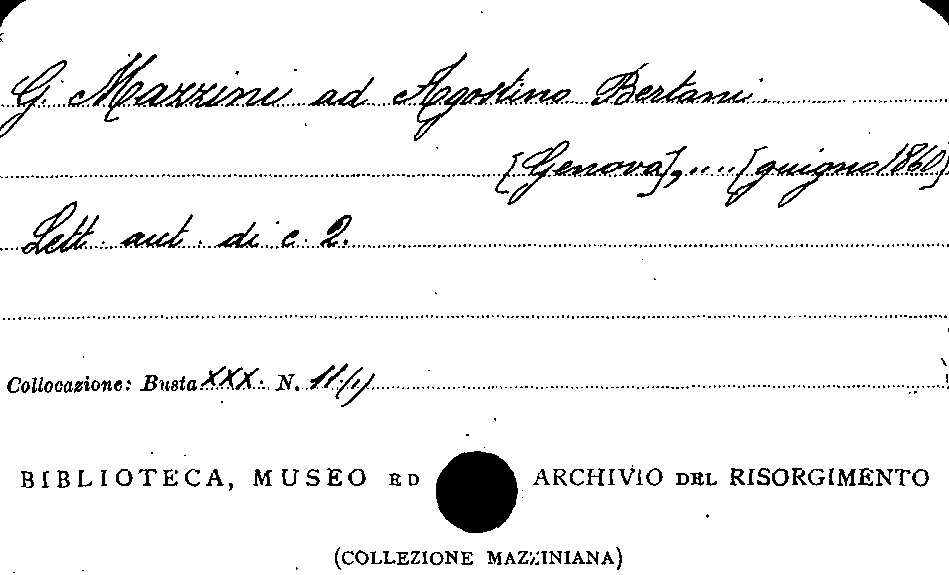 G. Mazzini ad Agostino Bertani.
[Genova], .... [giugno 1860]
Lett. aut. di c. 2.
Collocazione: Busta XXX. N. 11/1)
BIBLIOTECA, MUSEO ED ARCHIVIO DEL RISORGIMENTO
(COLLEZIONE MAZZINIANA)